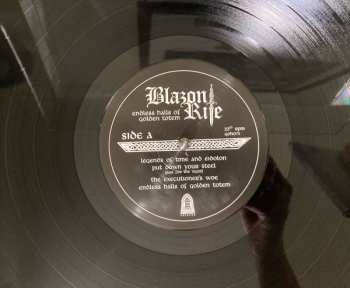 Blazon
Rite
endless halls of
golden totem
SIDE A
33⅓ rpm
legends of time and eidolon
put down your steel
the executioner's woe
endless halls of golden totem